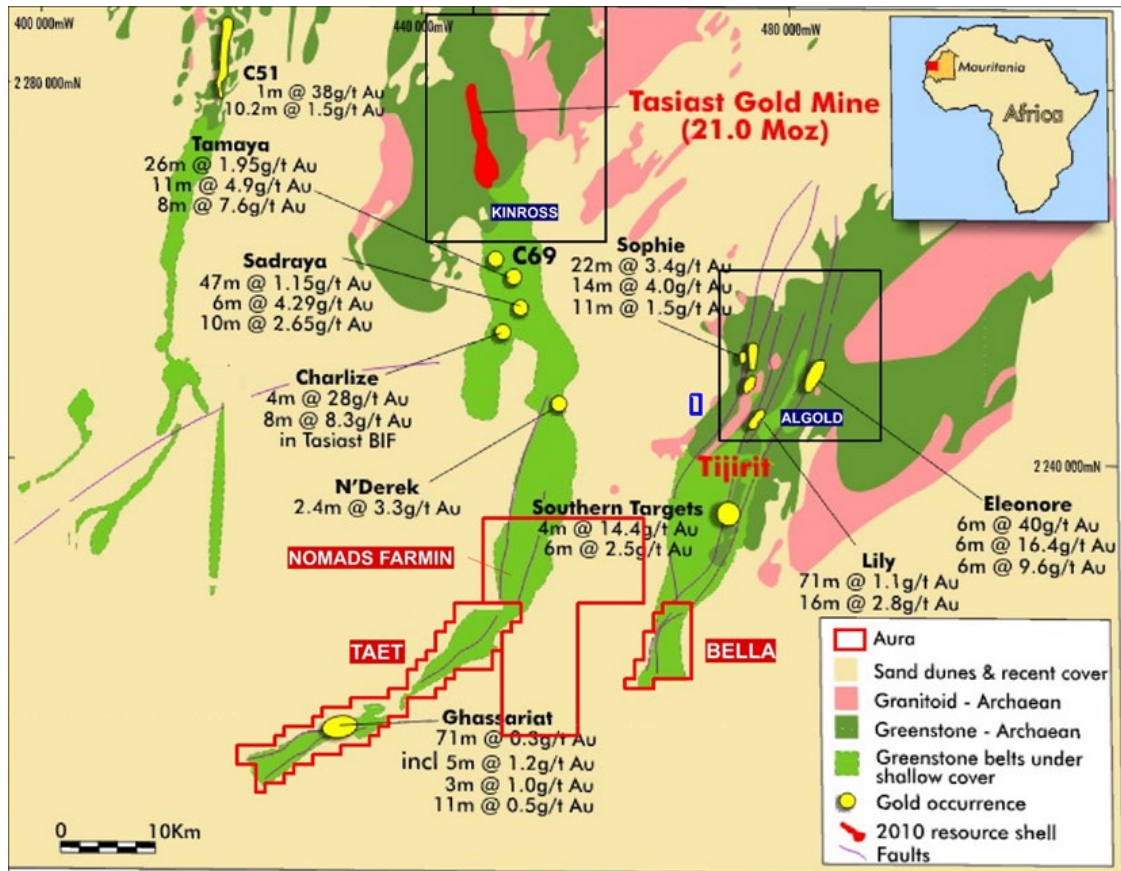 400 000mW
440 000mW
480 000mW
2 280 000mN
C51
1m @ 38g/t Au
10.2m @ 1.5g/t Au
Tasiast Gold Mine
(21.0 Moz)
Mauritania
Africa
Tamaya
26m @ 1.95g/t Au
11m @ 4.9g/t Au
8m @ 7.6g/t Au
KINROSS
C69
Sophie
22m @ 3.4g/t Au
14m @ 4.0g/t Au
11m @ 1.5g/t Au
Sadraya
47m @ 1.15g/t Au
6m @ 4.29g/t Au
10m @ 2.65g/t Au
Charlize
4m @ 28g/t Au
8m @ 8.3g/t Au
in Tasiast BIF
ALGOLD
Tijirit
2 240 000mN
N'Derek
2.4m @ 3.3g/t Au
Southern Targets
4m @ 14.4g/t Au
6m @ 2.5g/t Au
Eleonore
6m @ 40g/t Au
6m @ 16.4g/t Au
6m @ 9.6g/t Au
Lily
71m @ 1.1g/t Au
16m @ 2.8g/t Au
NOMADS FARMIN
TAET
BELLA
Ghassariat
71m @ 0.3g/t Au
incl 5m @ 1.2g/t Au
3m @ 1.0g/t Au
11m @ 0.5g/t Au
0 10Km
Aura
Sand dunes & recent cover
Granitoid - Archaean
Greenstone - Archaean
Greenstone belts under
shallow cover
Gold occurrence
2010 resource shell
Faults